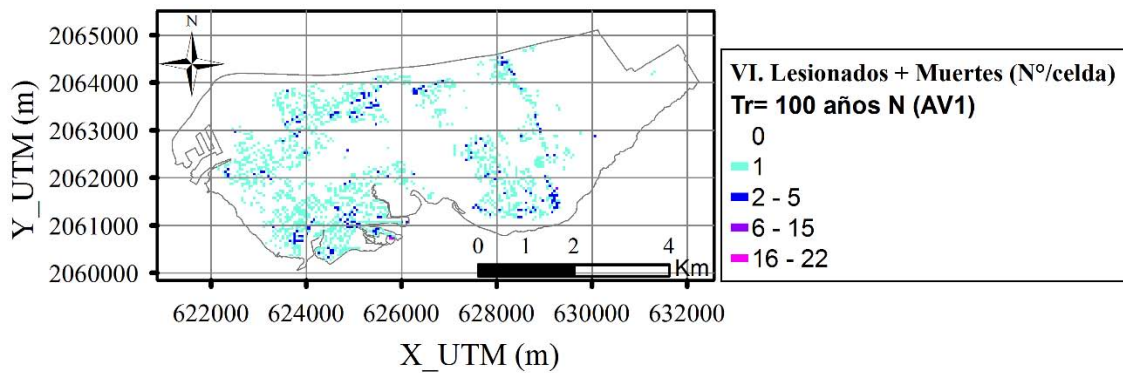 N
2065000
2064000
2063000
2062000
2061000
2060000
Y_UTM (m)
0 1 2 4
Km
622000 624000 626000 628000 630000 632000
X_UTM (m)
VI. Lesionados + Muertes (N°/celda)
Tr= 100 años N (AV1)
0
1
2 - 5
6 - 15
16 - 22